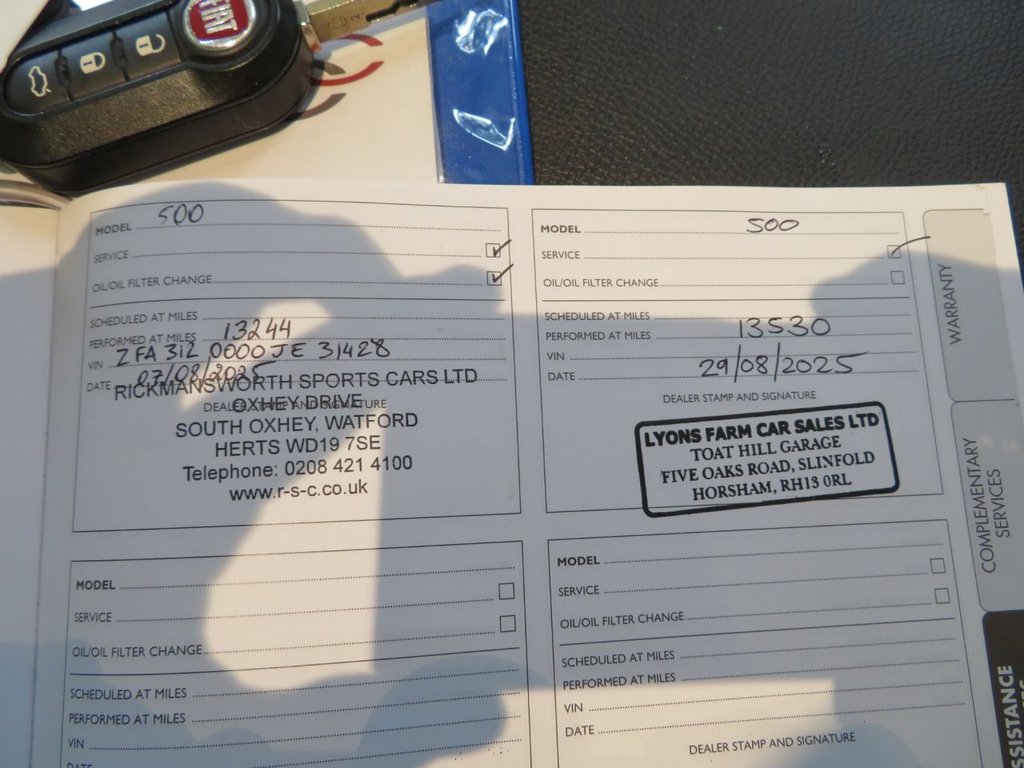 FIAT
MODEL 500
SERVICE
OIL/OIL FILTER CHANGE
SCHEDULED AT MILES
PERFORMED AT MILES 13244
VIN ZFA 312 0000 JE 31428
DATE 07/08/2025
DEALER STAMP AND SIGNATURE
RICKMANSWORTH SPORTS CARS LTD
OXHEY DRIVE
SOUTH OXHEY, WATFORD
HERTS WD19 7SE
Telephone: 0208 421 4100
www.r-s-c.co.uk
MODEL 500
SERVICE
OIL/OIL FILTER CHANGE
SCHEDULED AT MILES
PERFORMED AT MILES 13530
VIN
DATE 29/08/2025
DEALER STAMP AND SIGNATURE
LYONS FARM CAR SALES LTD
TOAT HILL GARAGE
FIVE OAKS ROAD, SLINFOLD
HORSHAM, RH13 0RL
MODEL
SERVICE
OIL/OIL FILTER CHANGE
SCHEDULED AT MILES
PERFORMED AT MILES
VIN
DATE
MODEL
SERVICE
OIL/OIL FILTER CHANGE
SCHEDULED AT MILES
PERFORMED AT MILES
VIN
DATE
DEALER STAMP AND SIGNATURE
WARRANTY
COMPLEMENTARY
SERVICES
SSISTANCE